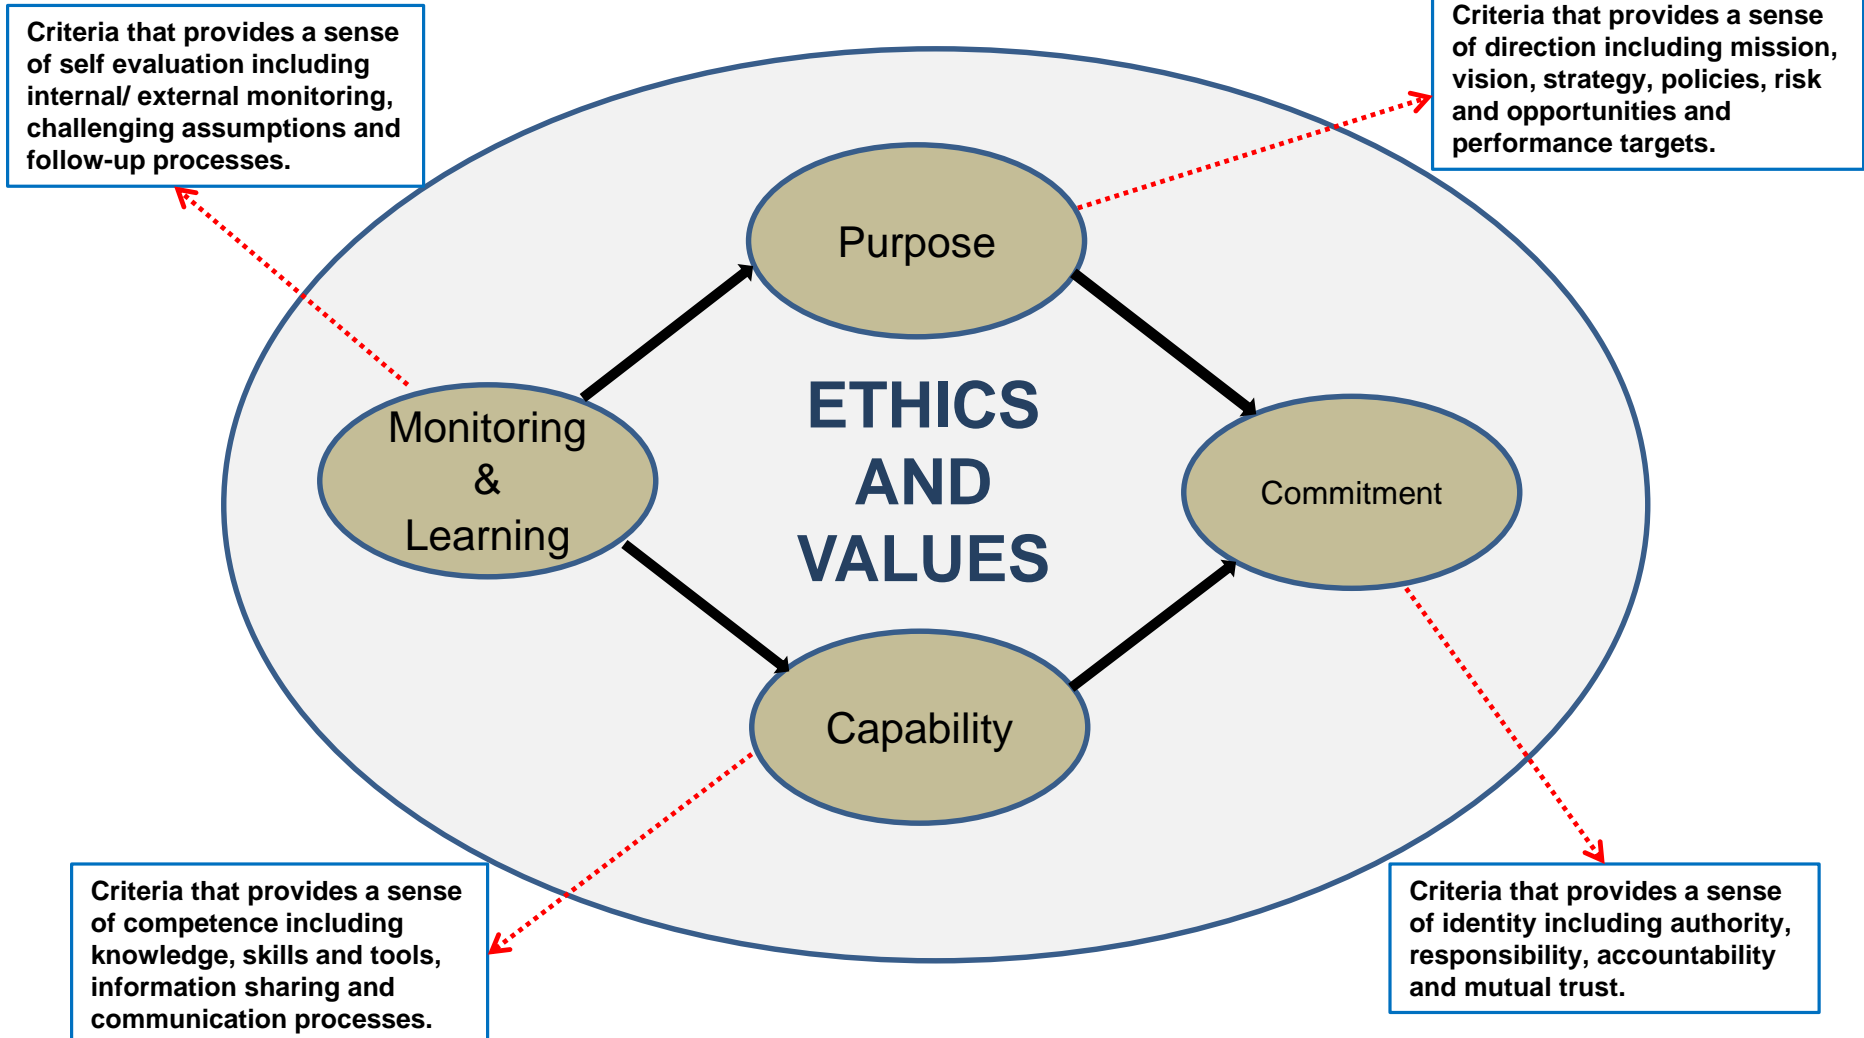 Criteria that provides a sense
of self evaluation including
internal/ external monitoring,
challenging assumptions and
follow-up processes.
Criteria that provides a sense
of direction including mission,
vision, strategy, policies, risk
and opportunities and
performance targets.
Purpose
Monitoring
&
Learning
ETHICS
AND
VALUES
Commitment
Capability
Criteria that provides a sense
of competence including
knowledge, skills and tools,
information sharing and
communication processes.
Criteria that provides a sense
of identity including authority,
responsibility, accountability
and mutual trust.